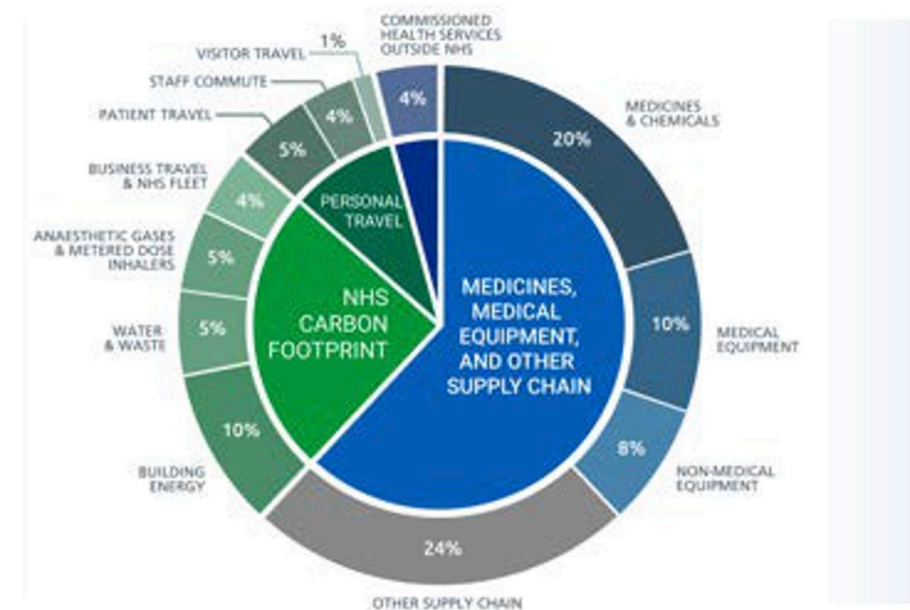 COMMISSIONED
HEALTH SERVICES
OUTSIDE NHS
4%
1%
VISITOR TRAVEL
STAFF COMMUTE
4%
PATIENT TRAVEL
5%
BUSINESS TRAVEL
& NHS FLEET
4%
ANAESTHETIC GASES
& METERED DOSE
INHALERS
5%
WATER
& WASTE
5%
BUILDING
ENERGY
10%
PERSONAL
TRAVEL
NHS
CARBON
FOOTPRINT
MEDICINES,
MEDICAL
EQUIPMENT,
AND OTHER
SUPPLY CHAIN
20%
MEDICINES
& CHEMICALS
10%
MEDICAL
EQUIPMENT
8%
NON-MEDICAL
EQUIPMENT
24%
OTHER SUPPLY CHAIN